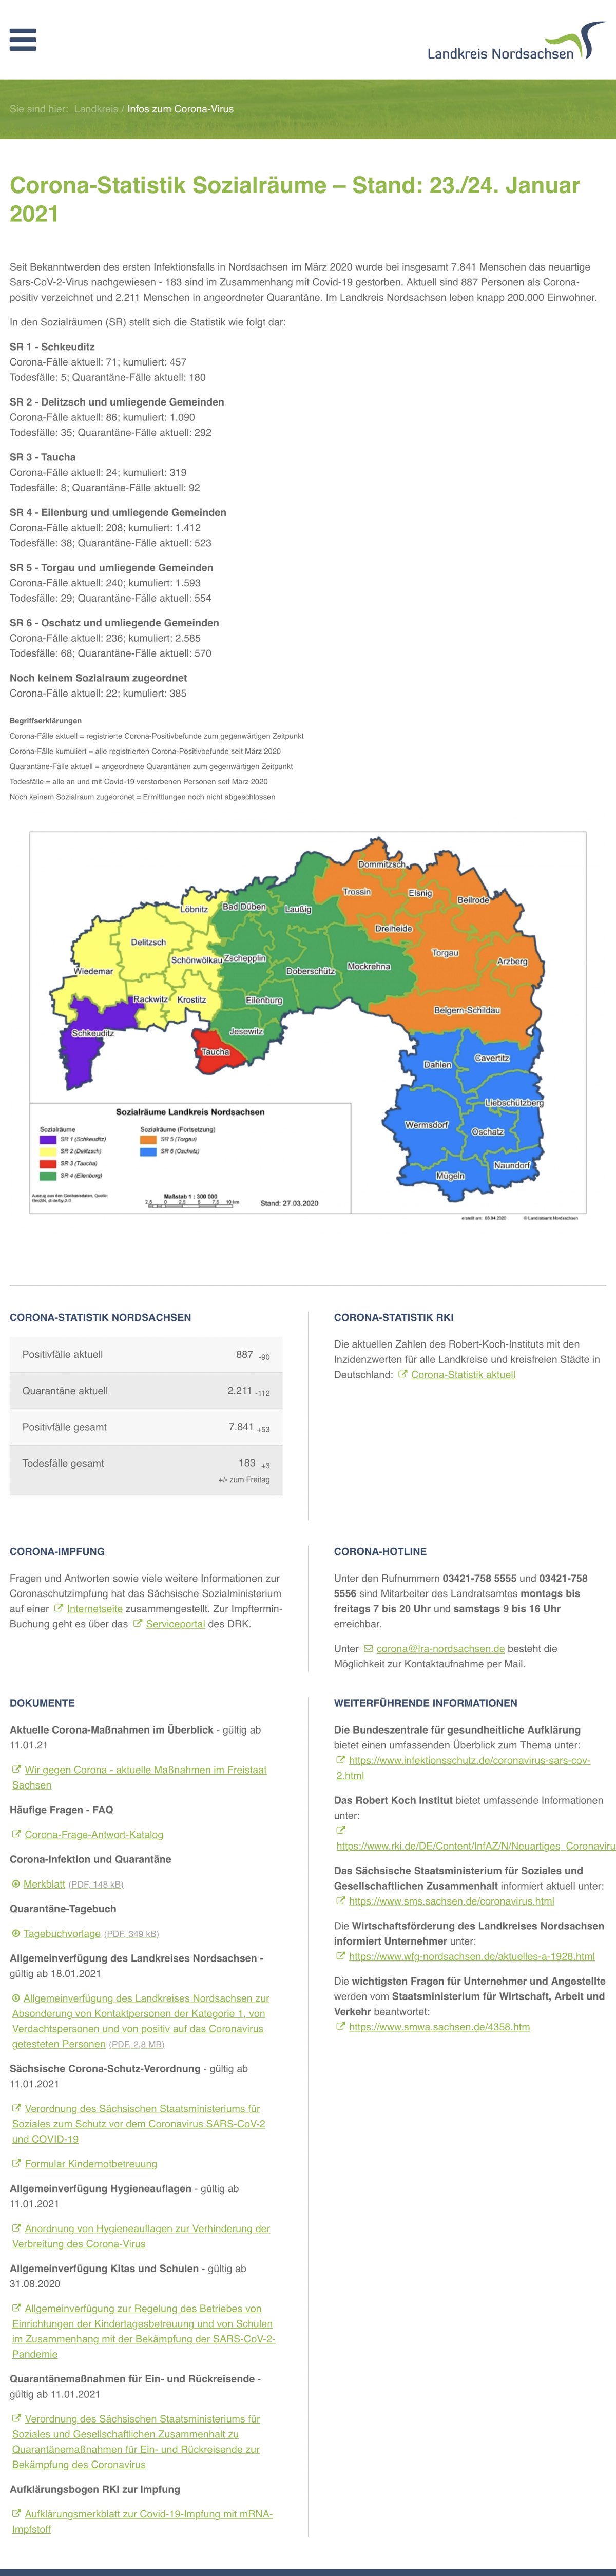 Landkreis Nordsachsen
Sie sind hier: Landkreis / Infos zum Corona-Virus
Corona-Statistik Sozialräume – Stand: 23./24. Januar
2021
Seit Bekanntwerden des ersten Infektionsfalls in Nordsachsen im März 2020 wurde bei insgesamt 7.841 Menschen das neuartige
Sars-CoV-2-Virus nachgewiesen - 183 sind im Zusammenhang mit Covid-19 gestorben. Aktuell sind 887 Personen als Corona-
positiv verzeichnet und 2.211 Menschen in angeordneter Quarantäne. Im Landkreis Nordsachsen leben knapp 200.000 Einwohner.
In den Sozialräumen (SR) stellt sich die Statistik wie folgt dar:
SR 1 - Schkeuditz
Corona-Fälle aktuell: 71; kumuliert: 457
Todesfälle: 5; Quarantäne-Fälle aktuell: 180
SR 2 - Delitzsch und umliegende Gemeinden
Corona-Fälle aktuell: 86; kumuliert: 1.090
Todesfälle: 35; Quarantäne-Fälle aktuell: 292
SR 3 - Taucha
Corona-Fälle aktuell: 24; kumuliert: 319
Todesfälle: 8; Quarantäne-Fälle aktuell: 92
SR 4 - Eilenburg und umliegende Gemeinden
Corona-Fälle aktuell: 208; kumuliert: 1.412
Todesfälle: 38; Quarantäne-Fälle aktuell: 523
SR 5 - Torgau und umliegende Gemeinden
Corona-Fälle aktuell: 240; kumuliert: 1.593
Todesfälle: 29; Quarantäne-Fälle aktuell: 554
SR 6 - Oschatz und umliegende Gemeinden
Corona-Fälle aktuell: 236; kumuliert: 2.585
Todesfälle: 68; Quarantäne-Fälle aktuell: 570
Noch keinem Sozialraum zugeordnet
Corona-Fälle aktuell: 22; kumuliert: 385
Begriffserklärungen
Corona-Fälle aktuell = registrierte Corona-Positivbefunde zum gegenwärtigen Zeitpunkt
Corona-Fälle kumuliert = alle registrierten Corona-Positivbefunde seit März 2020
Quarantäne-Fälle aktuell = angeordnete Quarantänen zum gegenwärtigen Zeitpunkt
Todesfälle = alle an und mit Covid-19 verstorbenen Personen seit März 2020
Noch keinem Sozialraum zugeordnet = Ermittlungen noch nicht abgeschlossen
Dommitzsch
Trossin
Elsnig
Beilrode
Löbnitz
Bad Düben
Laußig
Dreiheide
Delitzsch
Schönwölkau
Zschepplin
Torgau
Arzberg
Mockrehna
Doberschütz
Wiedemar
Rackwitz
Krostitz
Eilenburg
Belgern-Schildau
Schkeuditz
Jesewitz
Taucha
Cavertitz
Dahlen
Liebschützberg
Wermsdorf
Oschatz
Naundorf
Mügeln
Sozialräume Landkreis Nordsachsen
Sozialräume
SR 1 (Schkeuditz)
SR 2 (Delitzsch)
SR 3 (Taucha)
SR 4 (Eilenburg)
Sozialräume (Fortsetzung)
SR 5 (Torgau)
SR 6 (Oschatz)
Auszug aus den Geobasisdaten, Quelle:
GeoSN, dl-de/by-2-0
Maßstab 1 : 300 000
2,5 0 2,5 5 7,5 10 km
Stand: 27.03.2020
erstellt am: 08.04.2020 © Landratsamt Nordsachsen
CORONA-STATISTIK NORDSACHSEN
Positivfälle aktuell 887 -90
Quarantäne aktuell 2.211 -112
Positivfälle gesamt 7.841 +53
Todesfälle gesamt 183 +3
+/- zum Freitag
CORONA-STATISTIK RKI
Die aktuellen Zahlen des Robert-Koch-Instituts mit den
Inzidenzwerten für alle Landkreise und kreisfreien Städte in
Deutschland: Corona-Statistik aktuell
CORONA-IMPFUNG
Fragen und Antworten sowie viele weitere Informationen zur
Coronaschutzimpfung hat das Sächsische Sozialministerium
auf einer Internetseite zusammengestellt. Zur Impftermin-
Buchung geht es über das Serviceportal des DRK.
CORONA-HOTLINE
Unter den Rufnummern 03421-758 5555 und 03421-758
5556 sind Mitarbeiter des Landratsamtes montags bis
freitags 7 bis 20 Uhr und samstags 9 bis 16 Uhr
erreichbar.
Unter corona@lra-nordsachsen.de besteht die
Möglichkeit zur Kontaktaufnahme per Mail.
DOKUMENTE
Aktuelle Corona-Maßnahmen im Überblick - gültig ab
11.01.21
Wir gegen Corona - aktuelle Maßnahmen im Freistaat
Sachsen
Häufige Fragen - FAQ
Corona-Frage-Antwort-Katalog
Corona-Infektion und Quarantäne
Merkblatt (PDF, 148 kB)
Quarantäne-Tagebuch
Tagebuchvorlage (PDF, 349 kB)
Allgemeinverfügung des Landkreises Nordsachsen -
gültig ab 18.01.2021
Allgemeinverfügung des Landkreises Nordsachsen zur
Absonderung von Kontaktpersonen der Kategorie 1, von
Verdachtspersonen und von positiv auf das Coronavirus
getesteten Personen (PDF, 2,8 MB)
Sächsische Corona-Schutz-Verordnung - gültig ab
11.01.2021
Verordnung des Sächsischen Staatsministeriums für
Soziales zum Schutz vor dem Coronavirus SARS-CoV-2
und COVID-19
Formular Kindernotbetreuung
Allgemeinverfügung Hygieneauflagen - gültig ab
11.01.2021
Anordnung von Hygieneauflagen zur Verhinderung der
Verbreitung des Corona-Virus
Allgemeinverfügung Kitas und Schulen - gültig ab
31.08.2020
Allgemeinverfügung zur Regelung des Betriebes von
Einrichtungen der Kindertagesbetreuung und von Schulen
im Zusammenhang mit der Bekämpfung der SARS-CoV-2-
Pandemie
Quarantänemaßnahmen für Ein- und Rückreisende -
gültig ab 11.01.2021
Verordnung des Sächsischen Staatsministeriums für
Soziales und Gesellschaftlichen Zusammenhalt zu
Quarantänemaßnahmen für Ein- und Rückreisende zur
Bekämpfung des Coronavirus
Aufklärungsbogen RKI zur Impfung
Aufklärungsmerkblatt zur Covid-19-Impfung mit mRNA-
Impfstoff
WEITERFÜHRENDE INFORMATIONEN
Die Bundeszentrale für gesundheitliche Aufklärung
bietet einen umfassenden Überblick zum Thema unter:
https://www.infektionsschutz.de/coronavirus-sars-cov-
2.html
Das Robert Koch Institut bietet umfassende Informationen
unter:
https://www.rki.de/DE/Content/InfAZ/N/Neuartiges_Coronaviru
Das Sächsische Staatsministerium für Soziales und
Gesellschaftlichen Zusammenhalt informiert aktuell unter:
https://www.sms.sachsen.de/coronavirus.html
Die Wirtschaftsförderung des Landkreises Nordsachsen
informiert Unternehmer unter:
https://www.wfg-nordsachsen.de/aktuelles-a-1928.html
Die wichtigsten Fragen für Unternehmer und Angestellte
werden vom Staatsministerium für Wirtschaft, Arbeit und
Verkehr beantwortet:
https://www.smwa.sachsen.de/4358.htm